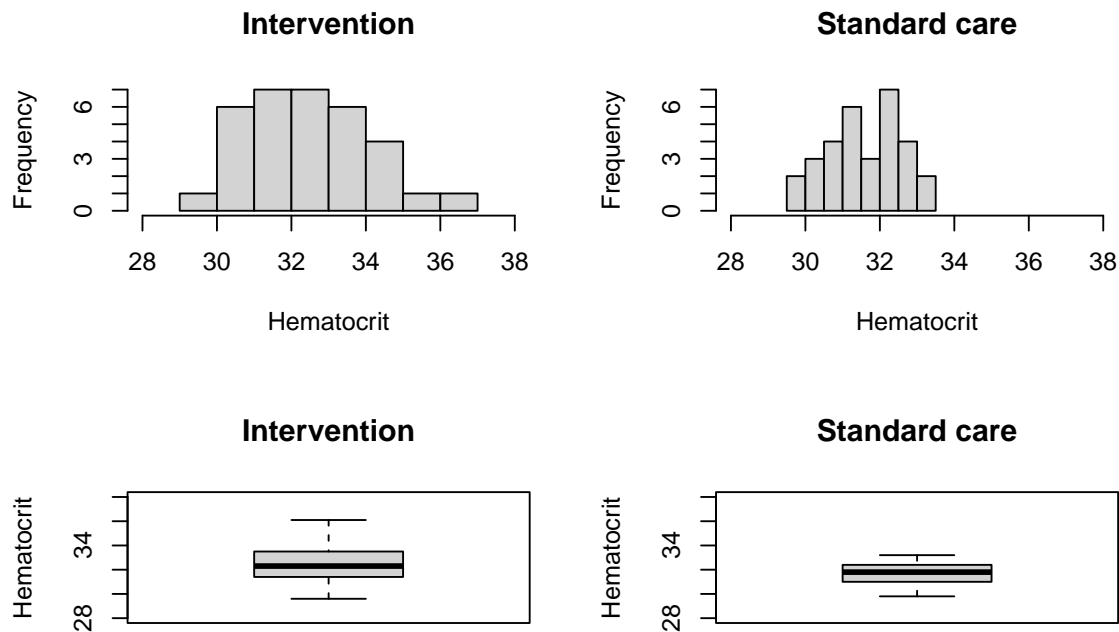 Intervention
Frequency
0 3 6
28 30 32 34 36 38
Hematocrit
Standard care
Frequency
0 3 6
28 30 32 34 36 38
Hematocrit
Intervention
Hematocrit
28 34
Standard care
Hematocrit
28 34